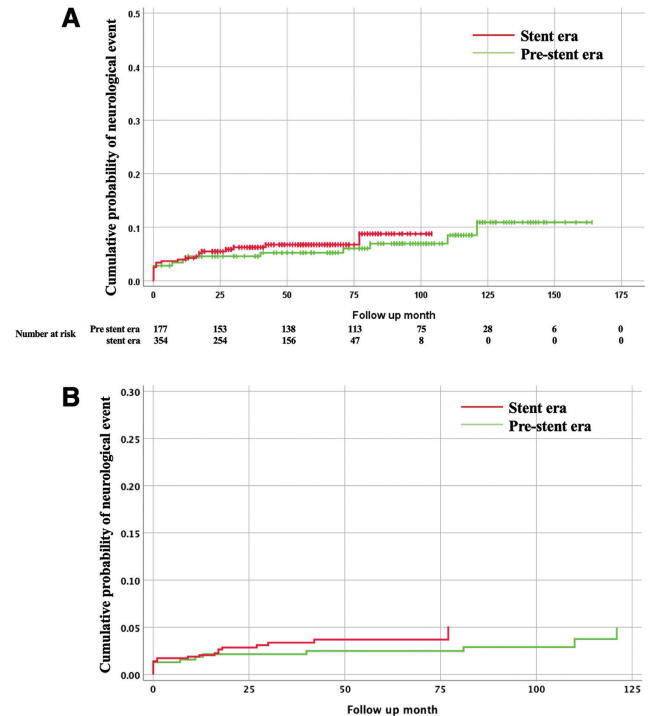 A
Cumulative probability of neurological event
0.5
0.4
0.3
0.2
0.1
0.0
Stent era
Pre-stent era
0 25 50 75 100 125 150 175
Follow up month
Number at risk
Pre stent era 177 153 138 113 75 28 6 0
stent era 354 254 156 47 8 0 0 0
B
Cumulative probability of neurological event
0.30
0.25
0.20
0.15
0.10
0.05
0.00
Stent era
Pre-stent era
0 25 50 75 100 125
Follow up month